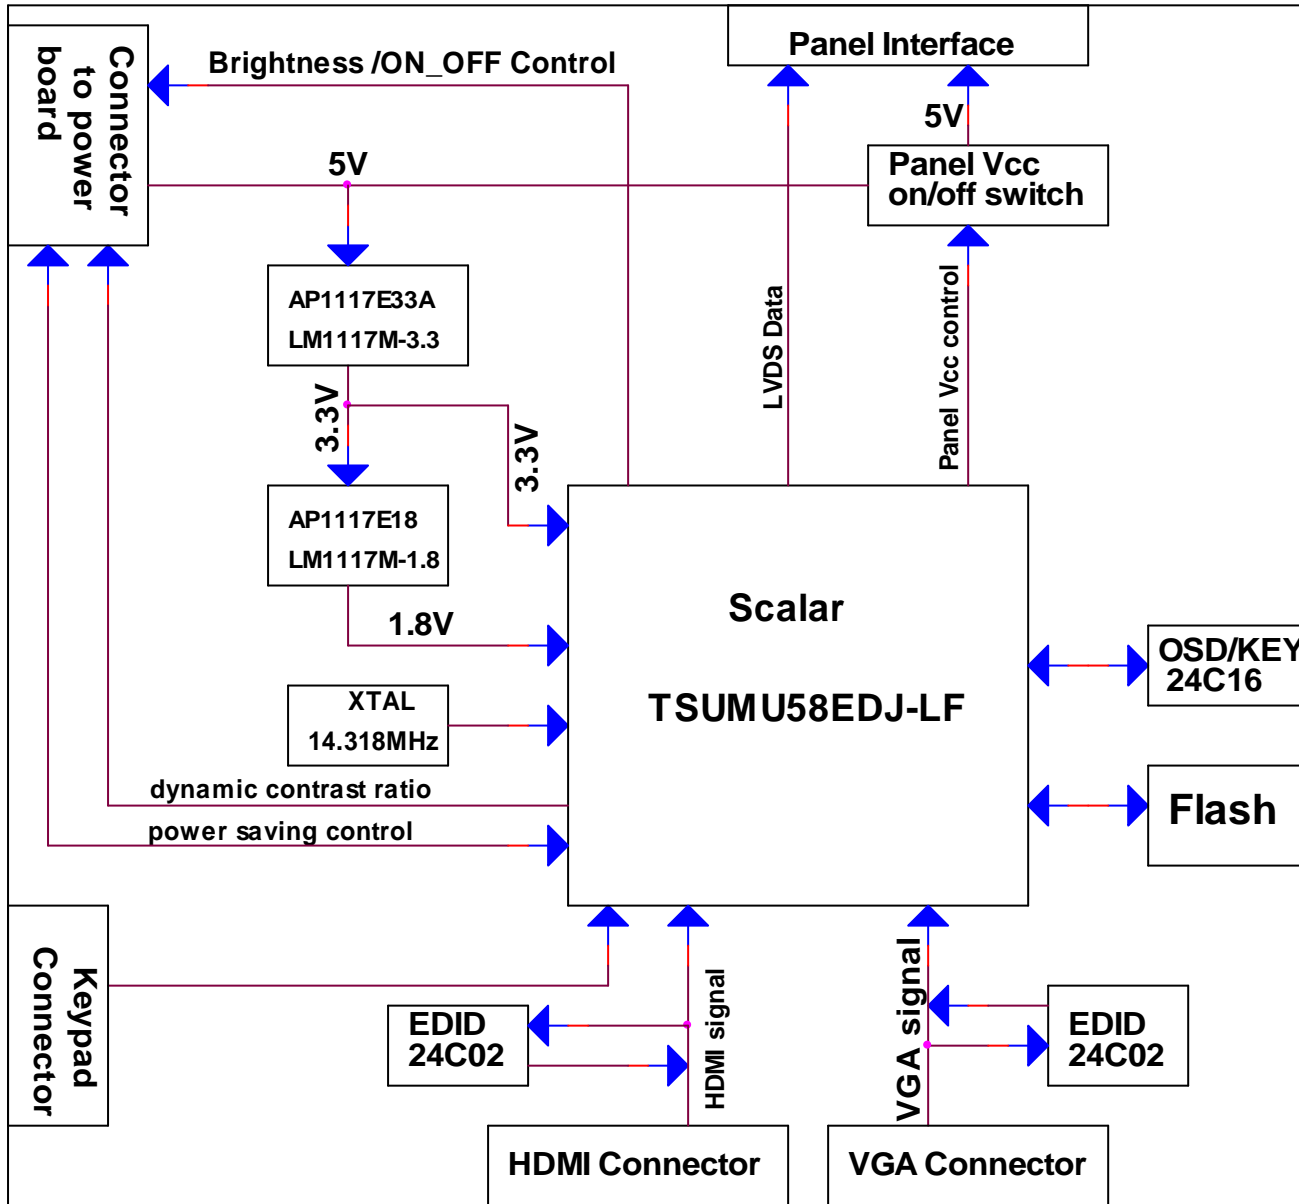 Connector
to power
board
Brightness /ON_OFF Control
Panel Interface
5V
5V
Panel Vcc
on/off switch
AP1117E33A
LM1117M-3.3
LVDS Data
Panel Vcc control
3.3V
3.3V
AP1117E18
LM1117M-1.8
1.8V
Scalar
TSUMU58EDJ-LF
OSD/KEY
24C16
XTAL
14.318MHz
dynamic contrast ratio
power saving control
Flash
Keypad
Connector
EDID
24C02
HDMI signal
VGA signal
EDID
24C02
HDMI Connector
VGA Connector